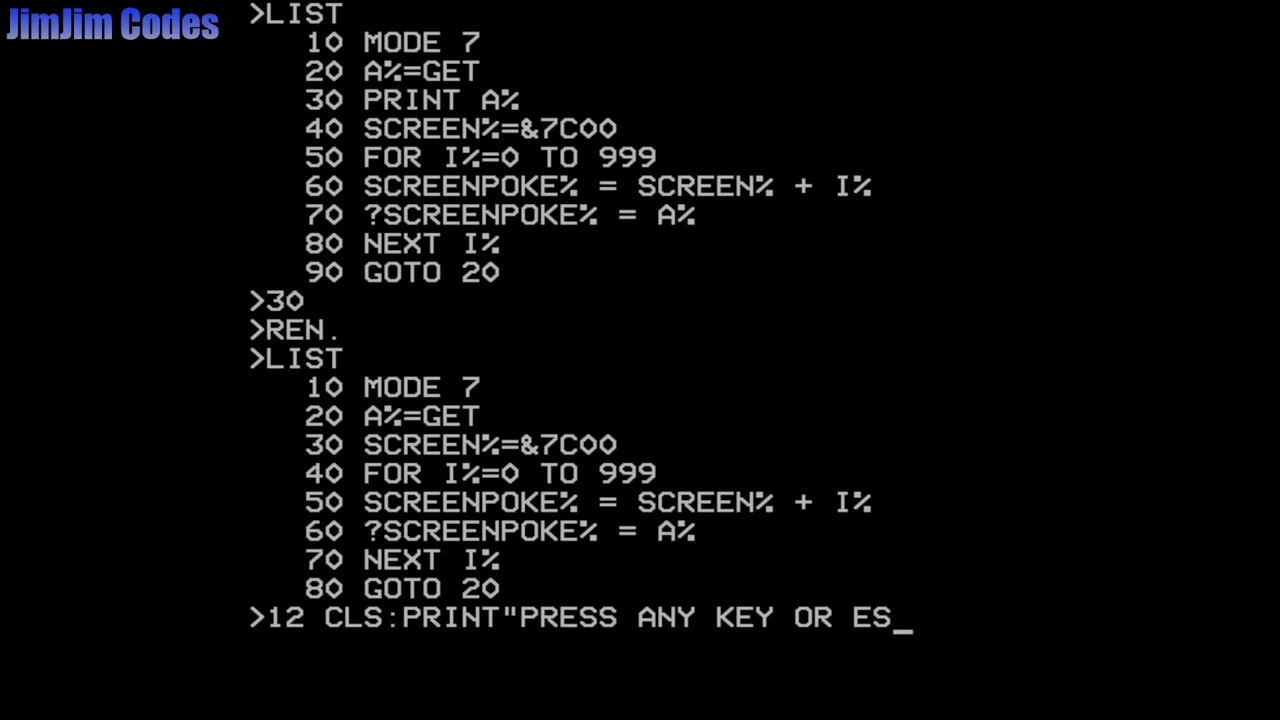 JimJim Codes
>LIST
10 MODE 7
20 A%=GET
30 PRINT A%
40 SCREEN%=&7C00
50 FOR I%=0 TO 999
60 SCREENPOKE% = SCREEN% + I%
70 ?SCREENPOKE% = A%
80 NEXT I%
90 GOTO 20
>30
>REN.
>LIST
10 MODE 7
20 A%=GET
30 SCREEN%=&7C00
40 FOR I%=0 TO 999
50 SCREENPOKE% = SCREEN% + I%
60 ?SCREENPOKE% = A%
70 NEXT I%
80 GOTO 20
>12 CLS:PRINT"PRESS ANY KEY OR ES_